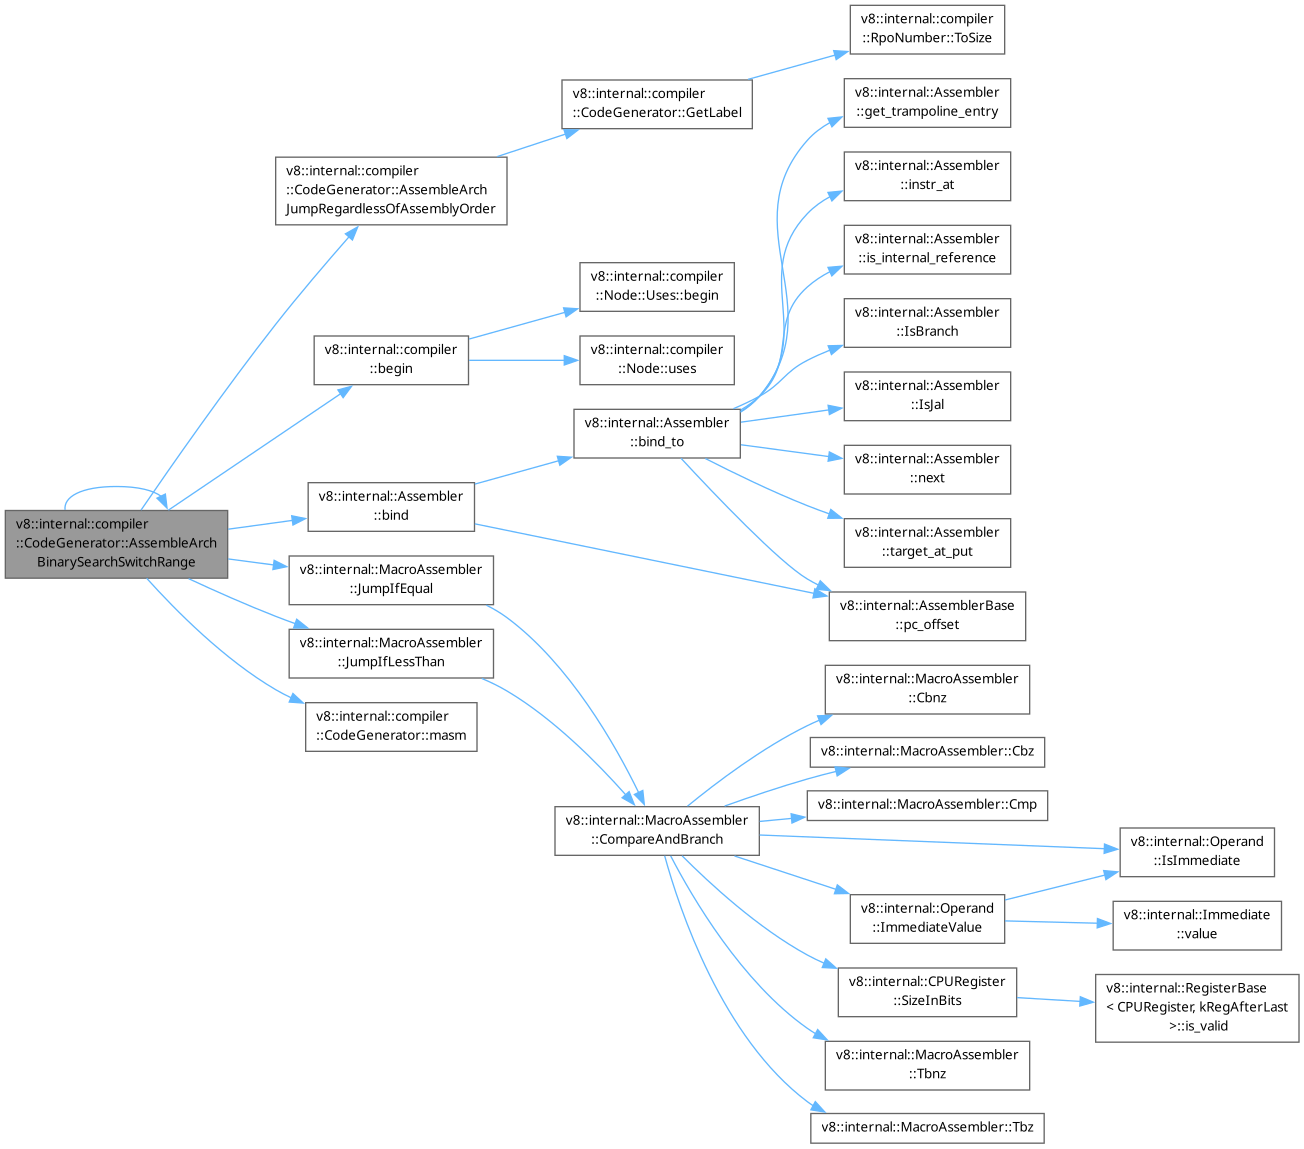 v8::internal::compiler
::RpoNumber::ToSize
v8::internal::compiler
::CodeGenerator::GetLabel
v8::internal::Assembler
::get_trampoline_entry
v8::internal::compiler
::CodeGenerator::AssembleArch
JumpRegardlessOfAssemblyOrder
v8::internal::Assembler
::instr_at
v8::internal::Assembler
::is_internal_reference
v8::internal::compiler
::Node::Uses::begin
v8::internal::Assembler
::IsBranch
v8::internal::compiler
::begin
v8::internal::compiler
::Node::uses
v8::internal::Assembler
::IsJal
v8::internal::Assembler
::bind_to
v8::internal::Assembler
::next
v8::internal::Assembler
::bind
v8::internal::compiler
::CodeGenerator::AssembleArch
BinarySearchSwitchRange
v8::internal::Assembler
::target_at_put
v8::internal::MacroAssembler
::JumpIfEqual
v8::internal::AssemblerBase
::pc_offset
v8::internal::MacroAssembler
::JumpIfLessThan
v8::internal::MacroAssembler
::Cbnz
v8::internal::compiler
::CodeGenerator::masm
v8::internal::MacroAssembler::Cbz
v8::internal::MacroAssembler::Cmp
v8::internal::MacroAssembler
::CompareAndBranch
v8::internal::Operand
::IsImmediate
v8::internal::Operand
::ImmediateValue
v8::internal::Immediate
::value
v8::internal::CPURegister
::SizeInBits
v8::internal::RegisterBase
< CPURegister, kRegAfterLast
>::is_valid
v8::internal::MacroAssembler
::Tbnz
v8::internal::MacroAssembler::Tbz